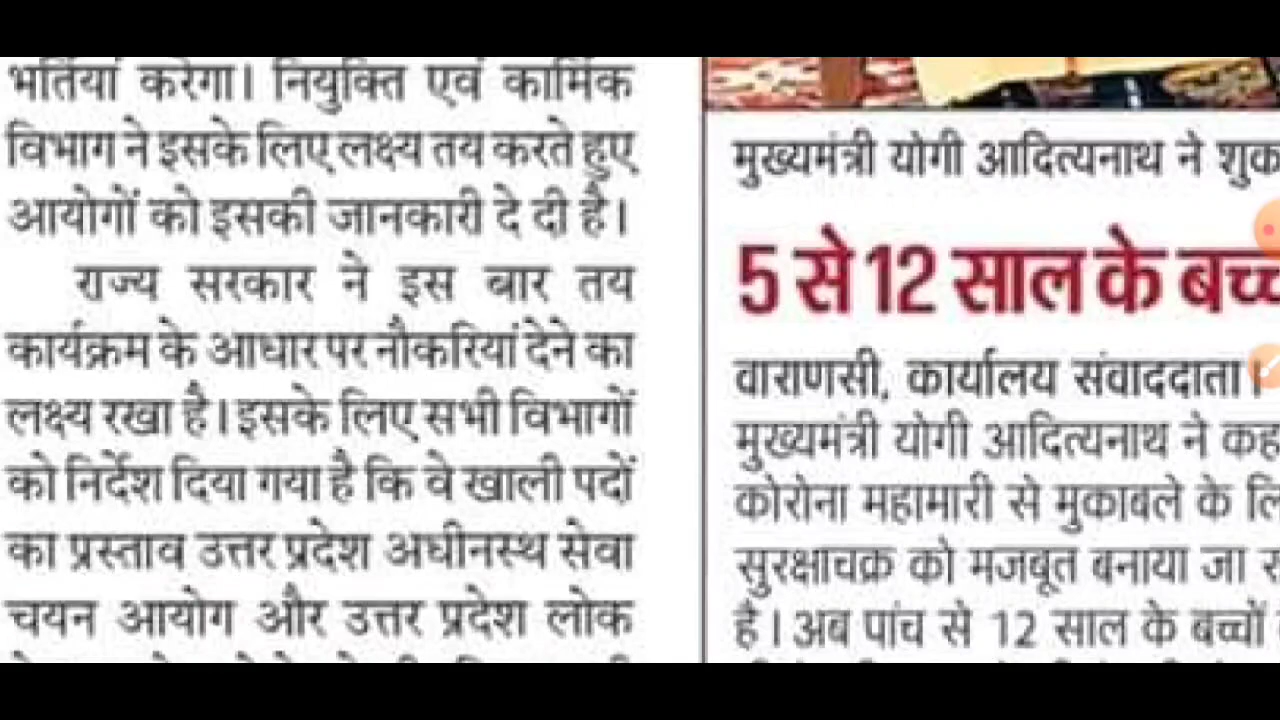 भर्तियां करेगा। नियुक्ति एवं कार्मिक
विभाग ने इसके लिए लक्ष्य तय करते हुए
आयोगों को इसकी जानकारी दे दी है।
राज्य सरकार ने इस बार तय
कार्यक्रम के आधार पर नौकरियां देने का
लक्ष्य रखा है। इसके लिए सभी विभागों
को निर्देश दिया गया है कि वे खाली पदों
का प्रस्ताव उत्तर प्रदेश अधीनस्थ सेवा
चयन आयोग और उत्तर प्रदेश लोक
मुख्यमंत्री योगी आदित्यनाथ ने
5 से 12 साल के
वाराणसी, कार्यालय संवाददाता।
मुख्यमंत्री योगी आदित्यनाथ ने
कोरोना महामारी से मुकाबले के
सुरक्षाचक्र को मजबूत बनाया जा
है। अब पांच से 12 साल के बच्चों